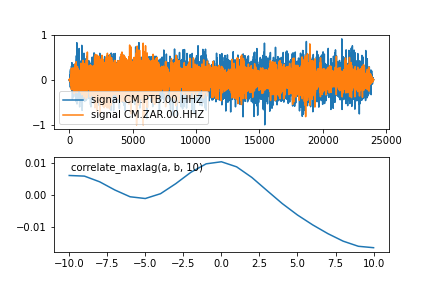 1
0
−1
signal CM.PTB.00.HHZ
signal CM.ZAR.00.HHZ
0 5000 10000 15000 20000 25000
0.01
correlate_maxlag(a, b, 10)
0.00
−0.01
−10.0 −7.5 −5.0 −2.5 0.0 2.5 5.0 7.5 10.0